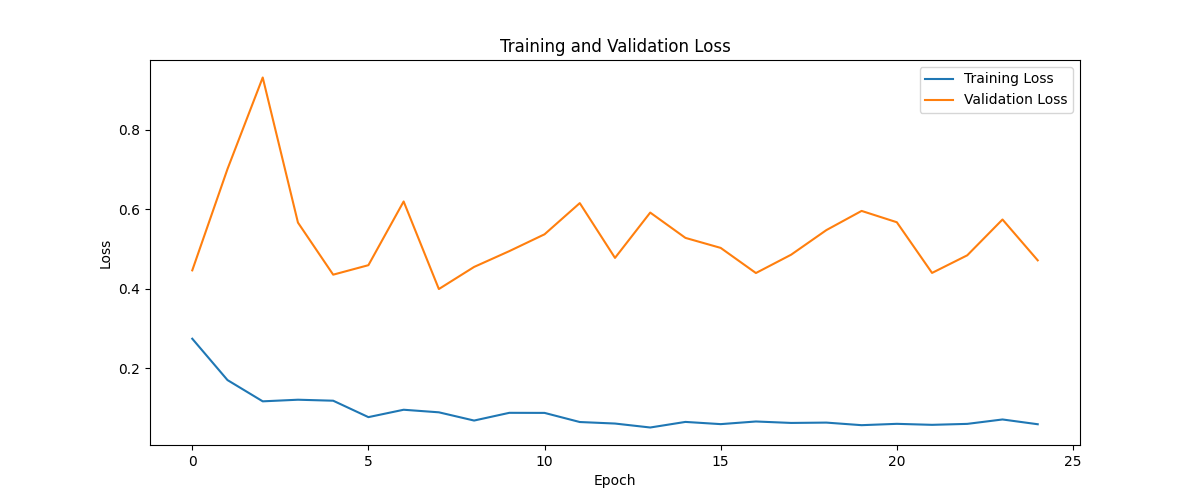 Training and Validation Loss
Training Loss
Validation Loss
0.8
0.6
0.4
0.2
Loss
0 5 10 15 20 25
Epoch